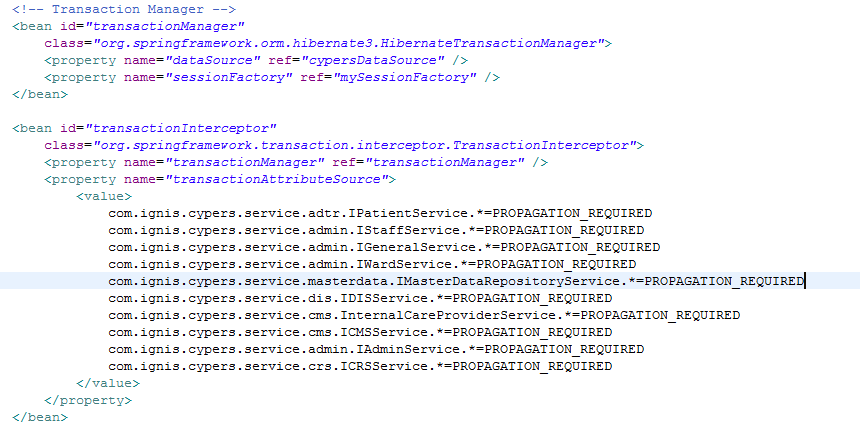 <!-- Transaction Manager -->
<bean id="transactionManager"
class="org.springframework.orm.hibernate3.HibernateTransactionManager">
<property name="dataSource" ref="cypersDataSource" />
<property name="sessionFactory" ref="mySessionFactory" />
</bean>
<bean id="transactionInterceptor"
class="org.springframework.transaction.interceptor.TransactionInterceptor">
<property name="transactionManager" ref="transactionManager" />
<property name="transactionAttributeSource">
<value>
com.ignis.cypers.service.adtr.IPatientService.*=PROPAGATION_REQUIRED
com.ignis.cypers.service.admin.IStaffService.*=PROPAGATION_REQUIRED
com.ignis.cypers.service.admin.IGeneralService.*=PROPAGATION_REQUIRED
com.ignis.cypers.service.admin.IWardService.*=PROPAGATION_REQUIRED
com.ignis.cypers.service.masterdata.IMasterDataRepositoryService.*=PROPAGATION_REQUIRED
com.ignis.cypers.service.dis.IDISService.*=PROPAGATION_REQUIRED
com.ignis.cypers.service.cms.InternalCareProviderService.*=PROPAGATION_REQUIRED
com.ignis.cypers.service.cms.ICMSService.*=PROPAGATION_REQUIRED
com.ignis.cypers.service.admin.IAdminService.*=PROPAGATION_REQUIRED
com.ignis.cypers.service.crs.ICRSService.*=PROPAGATION_REQUIRED
</value>
</property>
</bean>